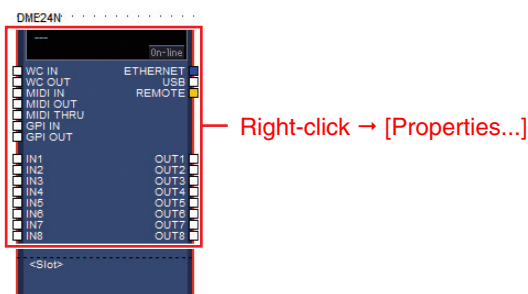 DME24N
---
On-line
WC IN ETHERNET
WC OUT USB
MIDI IN REMOTE
MIDI OUT
MIDI THRU
GPI IN
GPI OUT
Right-click → [Properties...]
IN1 OUT1
IN2 OUT2
IN3 OUT3
IN4 OUT4
IN5 OUT5
IN6 OUT6
IN7 OUT7
IN8 OUT8
<Slot>